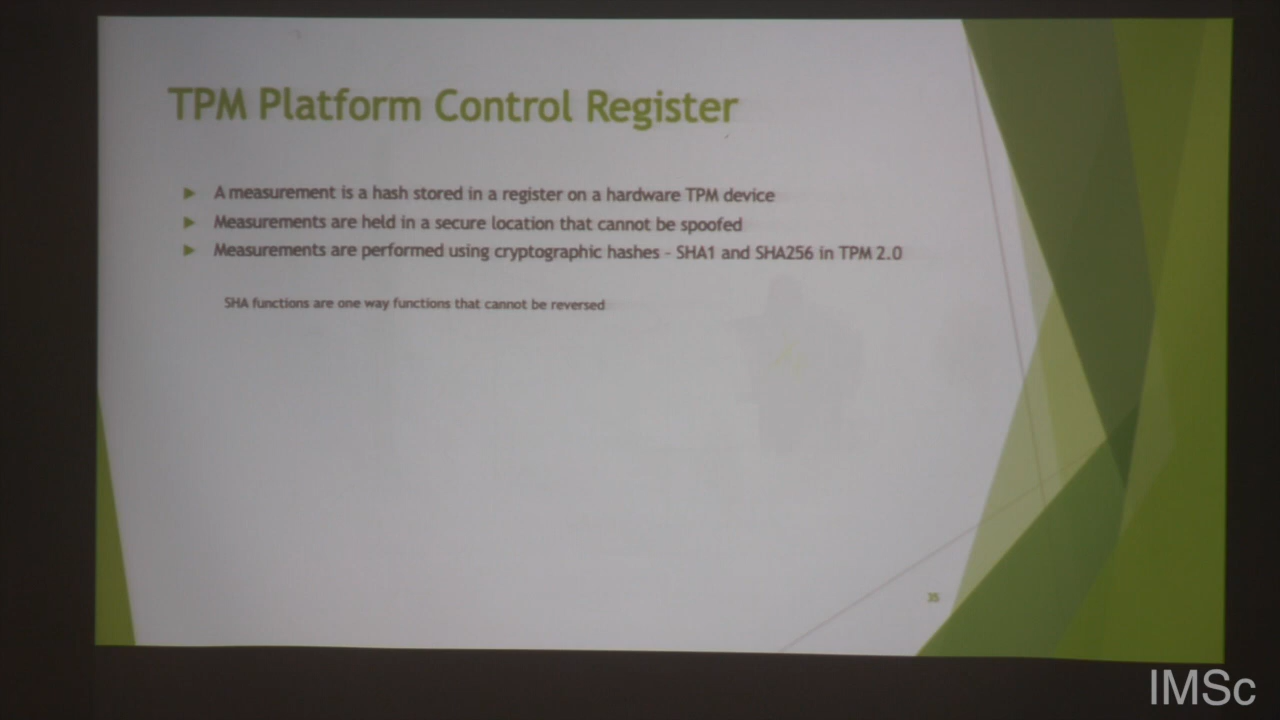 TPM Platform Control Register
A measurement is a hash stored in a register on a hardware TPM device
Measurements are held in a secure location that cannot be spoofed
Measurements are performed using cryptographic hashes - SHA1 and SHA256 in TPM 2.0
SHA functions are one way functions that cannot be reversed
35
IMSc